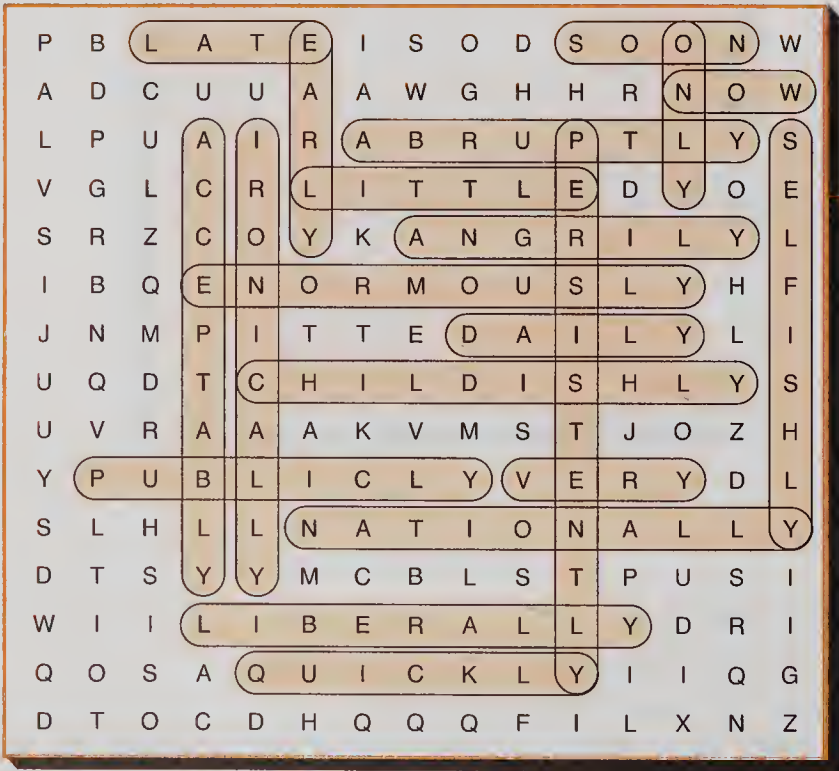 P B L A T E I S O D S O O N W
A D C U U A A W G H H R N O W
L P U A I R A B R U P T L Y S
V G L C R L I T T L E D Y O E
S R Z C O Y K A N G R I L Y L
I B Q E N O R M O U S L Y H F
J N M P I T T E D A I L Y L I
U Q D T C H I L D I S H L Y S
U V R A A A K V M S T J O Z H
Y P U B L I C L Y V E R Y D L
S L H L L N A T I O N A L L Y
D T S Y Y M C B L S T P U S I
W I I L I B E R A L L Y D R I
Q O S A Q U I C K L Y I I Q G
D T O C D H Q Q Q F I L X N Z